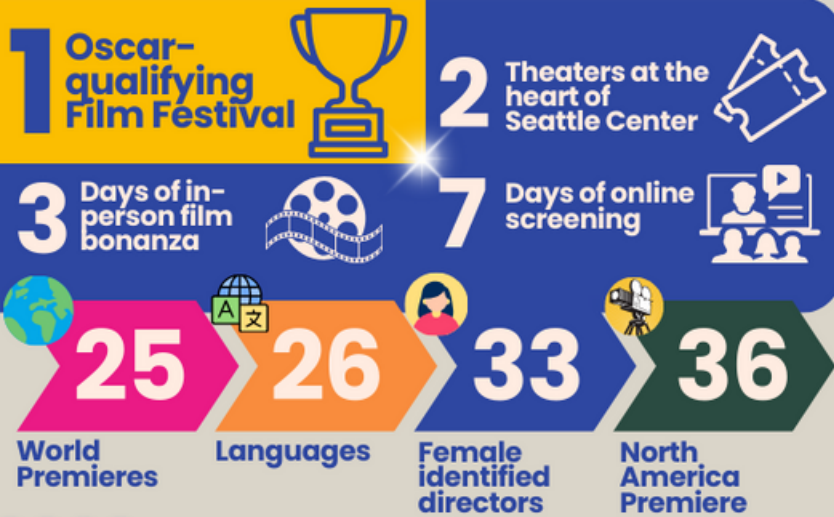 1
Oscar-
qualifying
Film Festival
2
Theaters at the
heart of
Seattle Center
3
Days of in-
person film
bonanza
7
Days of online
screening
A
文
25
World
Premieres
26
Languages
33
Female
identified
directors
36
North
America
Premiere